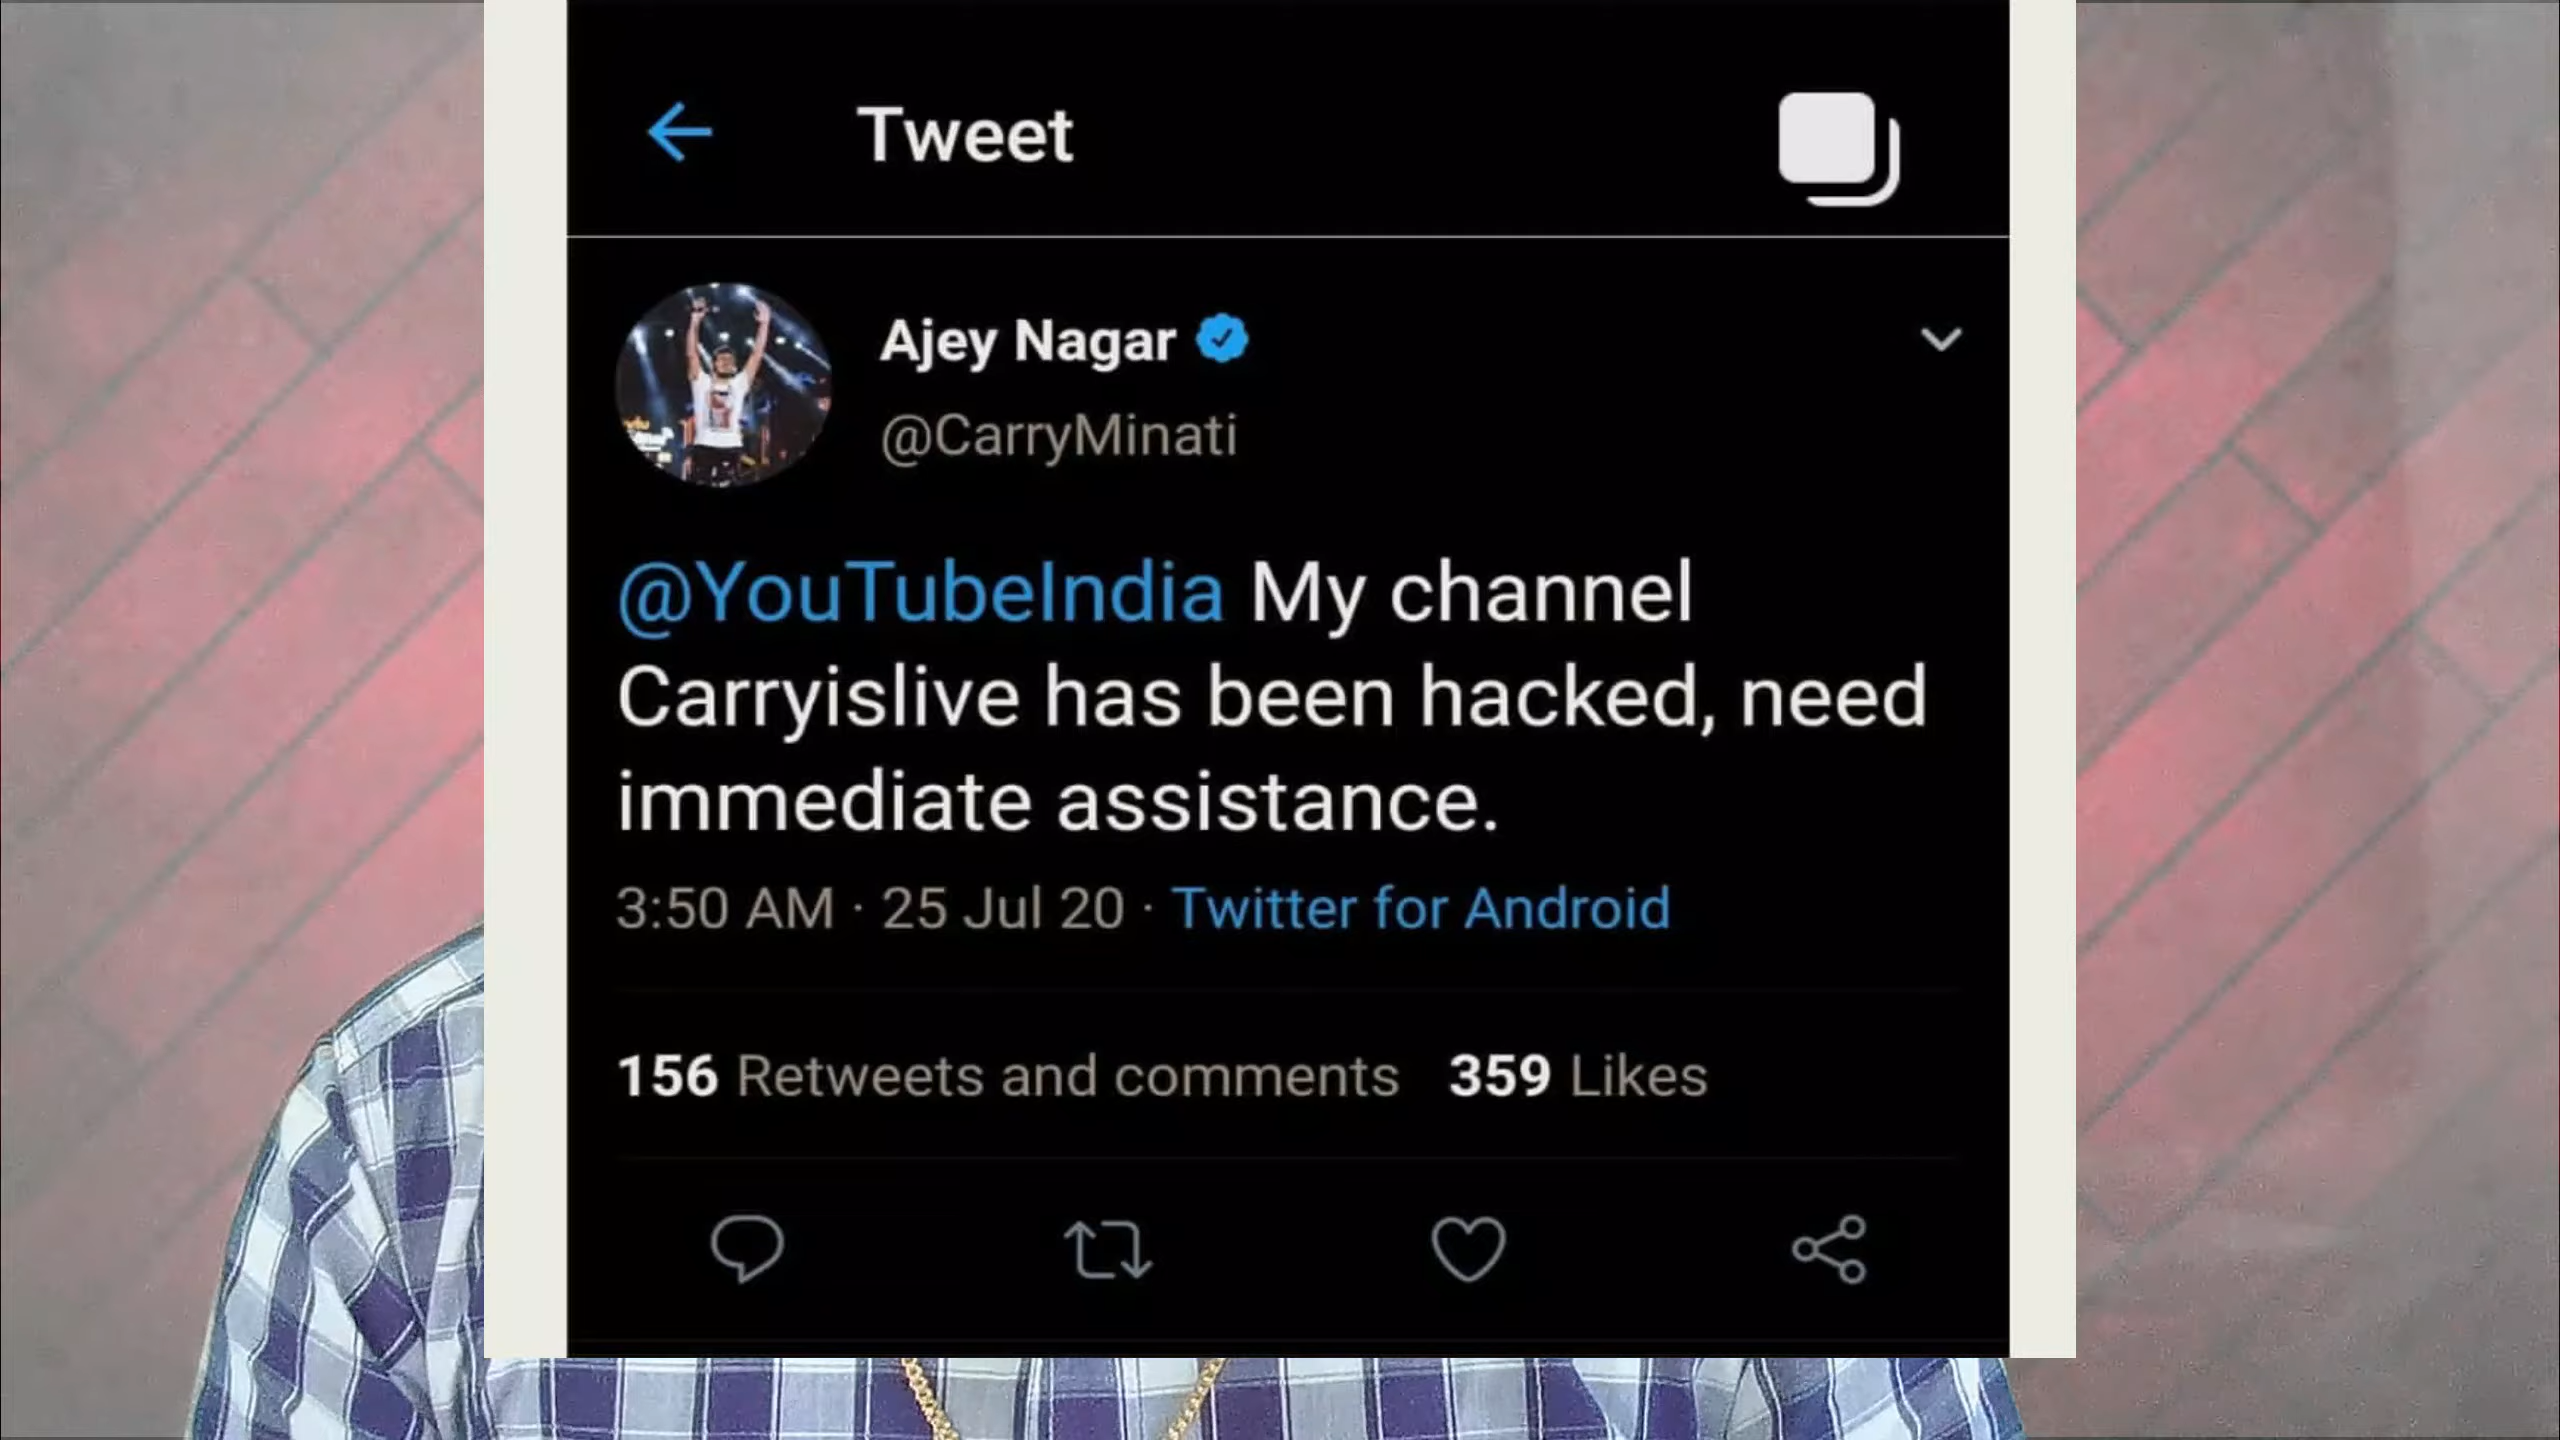 Tweet
Ajey Nagar
@CarryMinati
@YouTubeIndia My channel
Carryislive has been hacked, need
immediate assistance.
3:50 AM · 25 Jul 20 · Twitter for Android
156 Retweets and comments 359 Likes